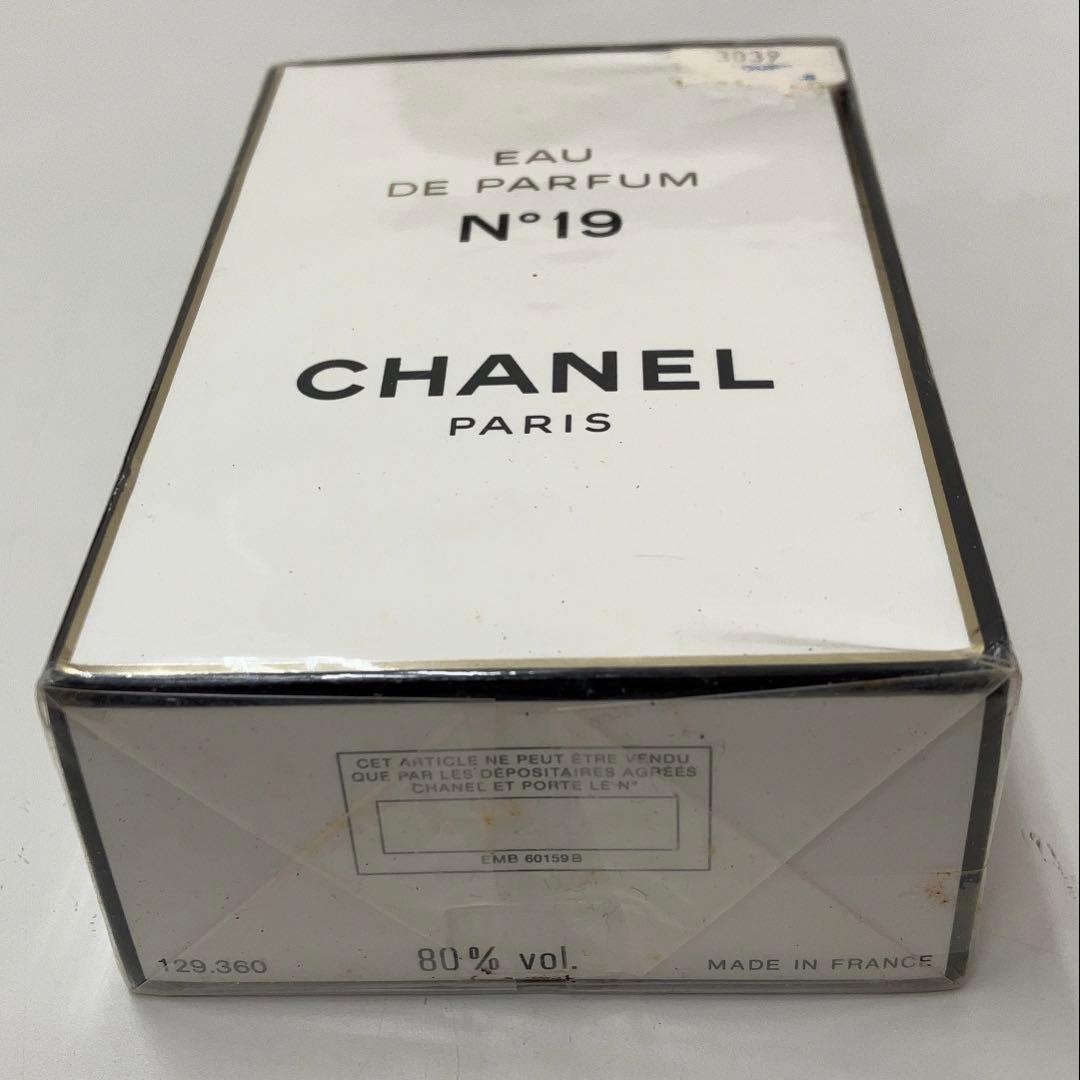 3039
EAU
DE PARFUM
N°19
CHANEL
PARIS
CET ARTICLE NE PEUT ÊTRE VENDU
QUE PAR LES DÉPOSITAIRES AGRÉÉS
CHANEL ET PORTE LE N°
EMB 60159 B
129.360
80% vol.
MADE IN FRANCE